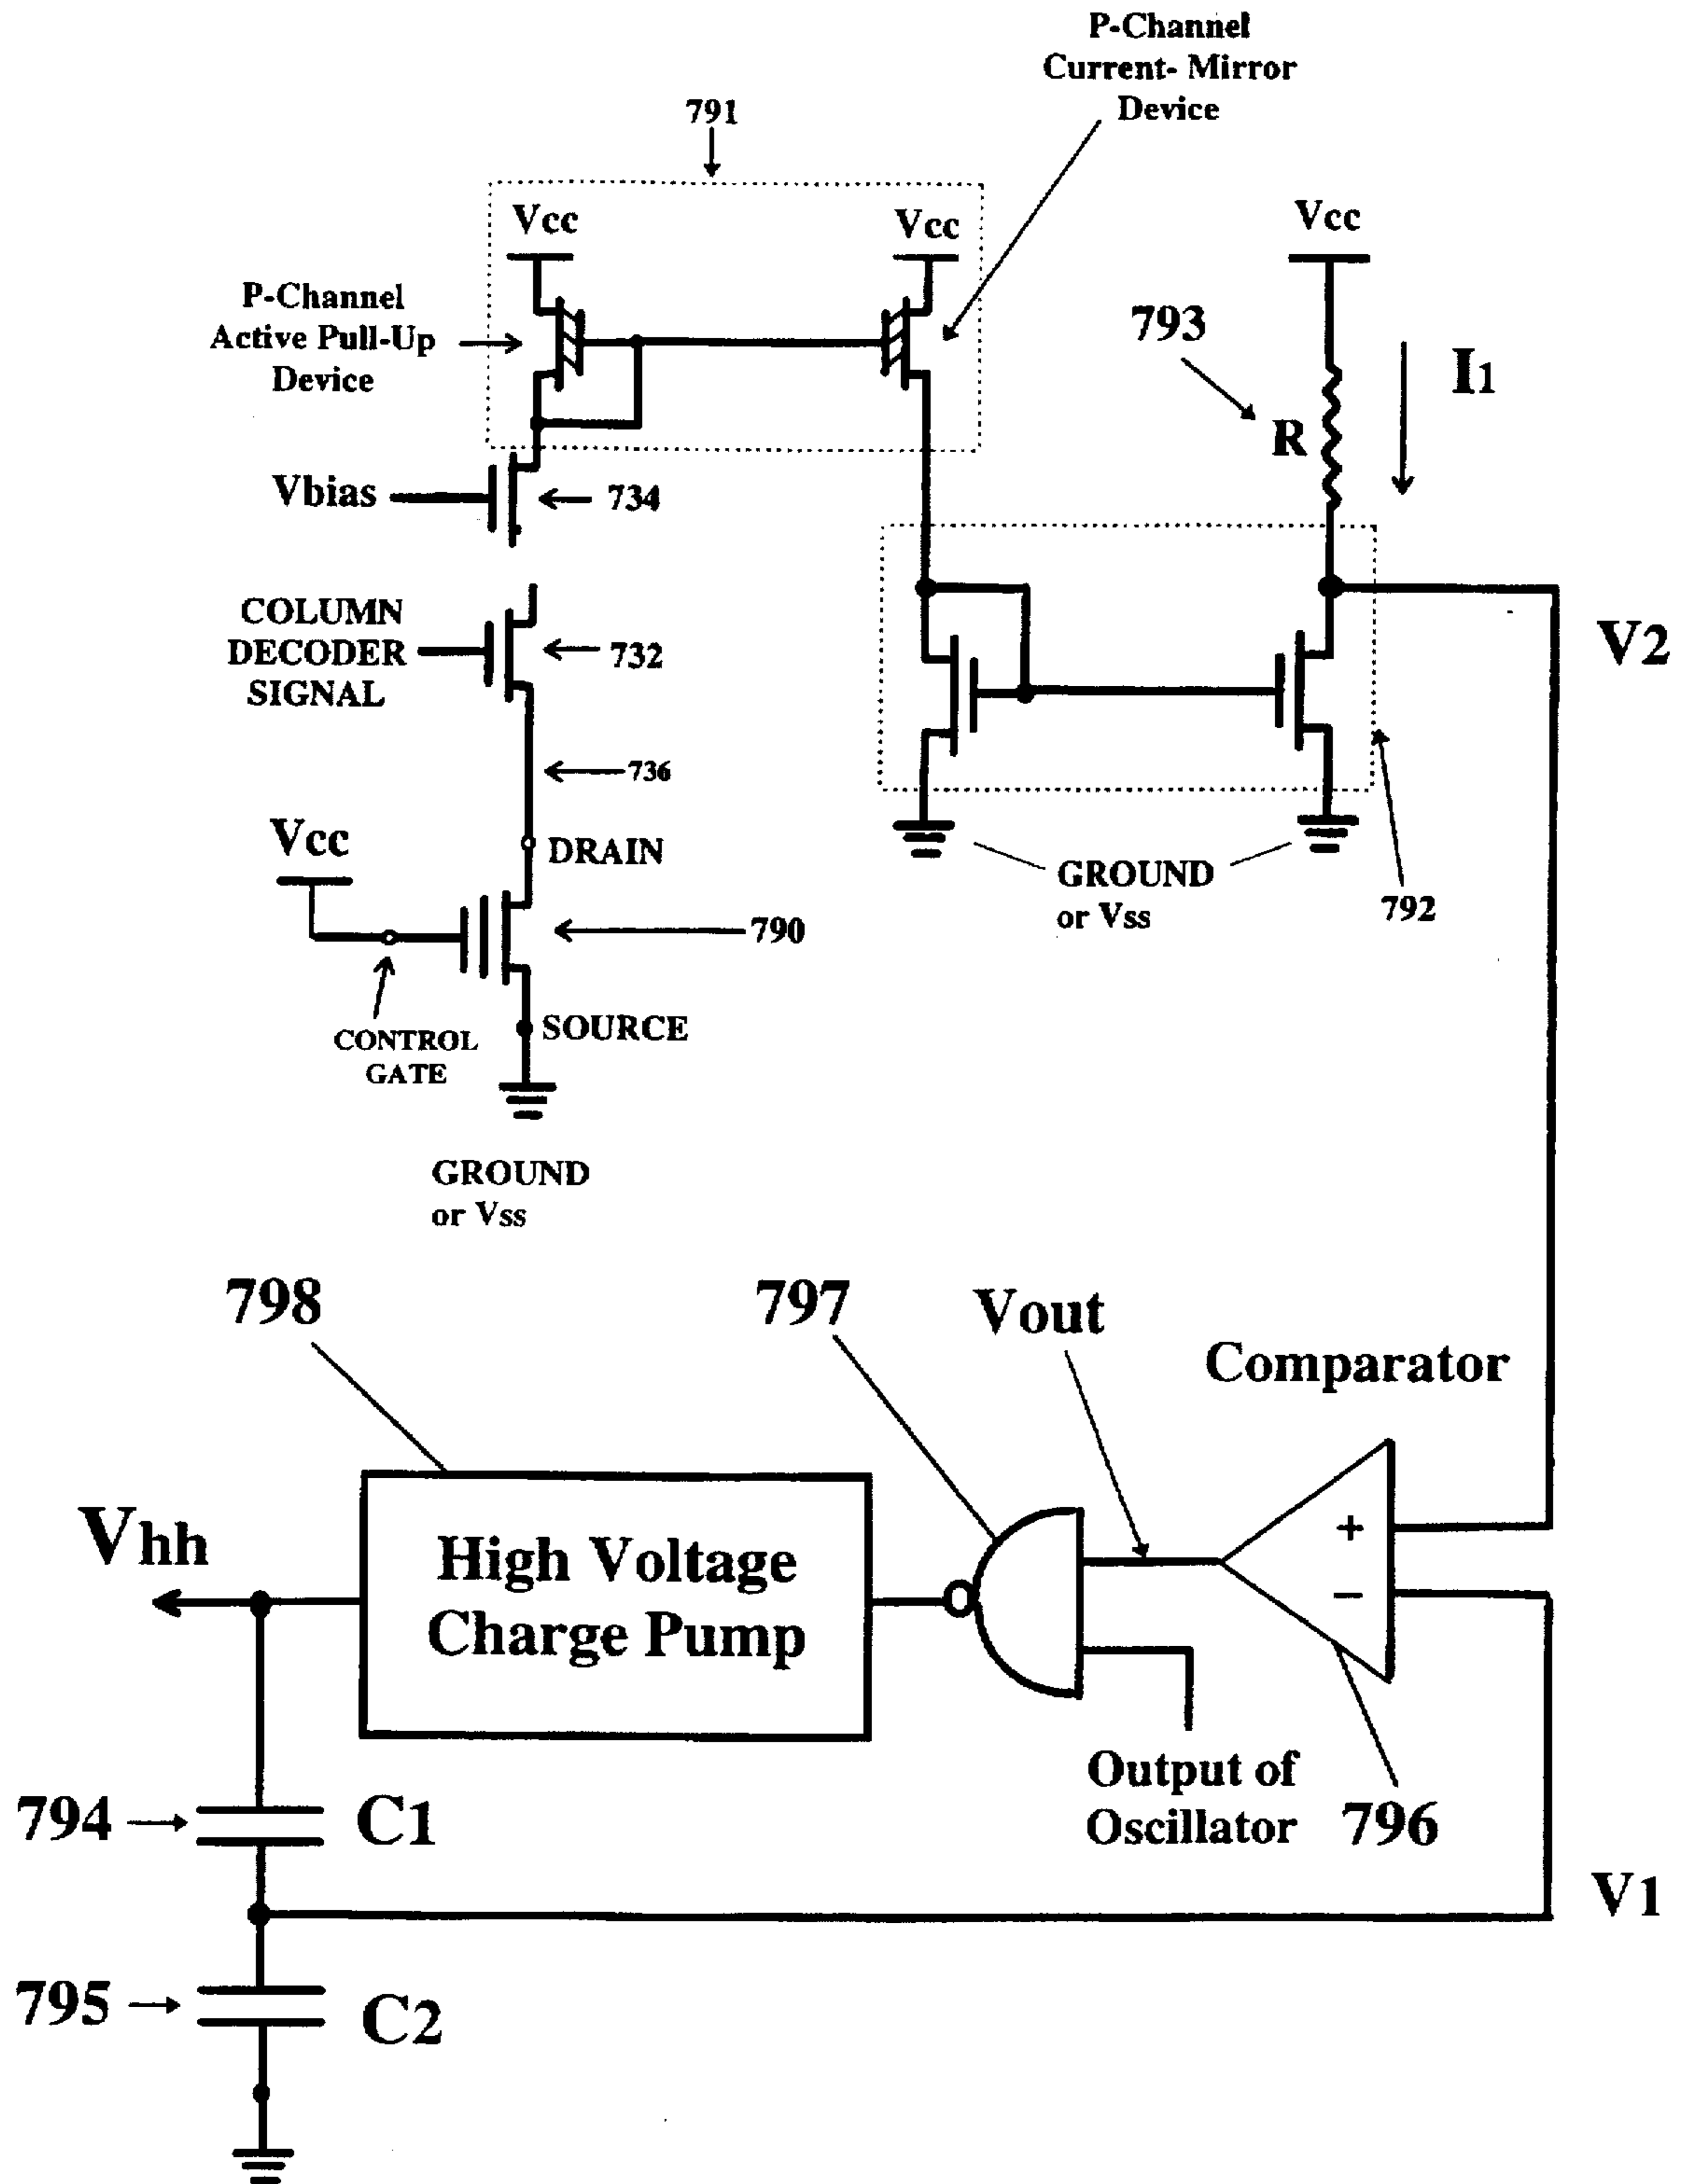 P-Channel
Current- Mirror
Device
791
Vcc
Vcc
Vcc
P-Channel
Active Pull-Up
Device
793
I1
R
Vbias
734
COLUMN
DECODER
SIGNAL
732
V2
736
Vcc
DRAIN
GROUND
or Vss
792
790
CONTROL
GATE
SOURCE
GROUND
or Vss
798
797
Vout
Comparator
Vhh
High Voltage
Charge Pump
+
−
Output of
Oscillator
796
794
C1
V1
795
C2